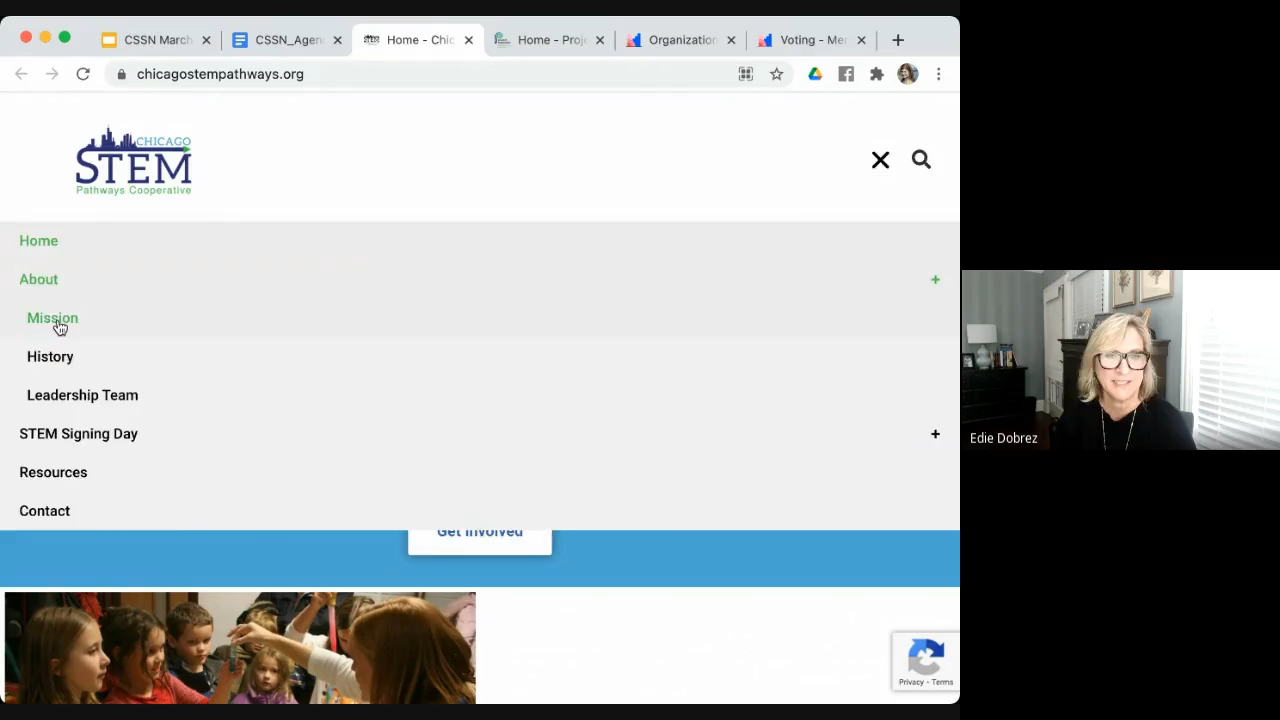 CSSN March
CSSN_Agen
Home - Chic
Home - Proj
Organization
Voting - Mer
chicagostempathways.org
CHICAGO
STEM
Pathways Cooperative
Home
About
Mission
History
Leadership Team
STEM Signing Day
Resources
Contact
Get Involved
Edie Dobrez
Privacy - Terms